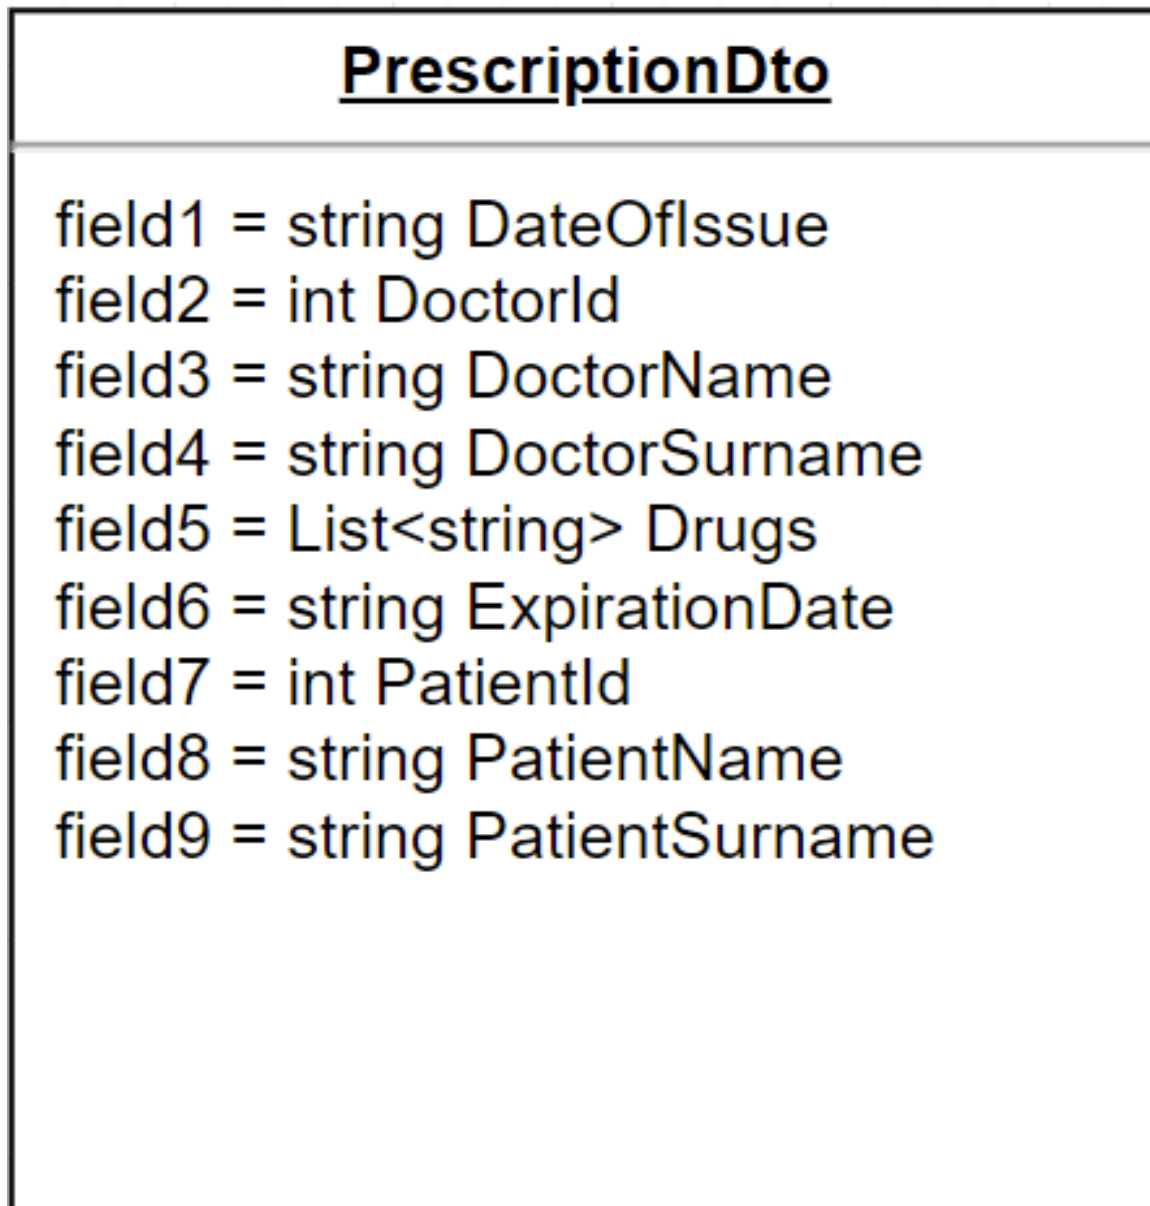 PrescriptionDto
field1 = string DateOfIssue
field2 = int DoctorId
field3 = string DoctorName
field4 = string DoctorSurname
field5 = List<string> Drugs
field6 = string ExpirationDate
field7 = int PatientId
field8 = string PatientName
field9 = string PatientSurname